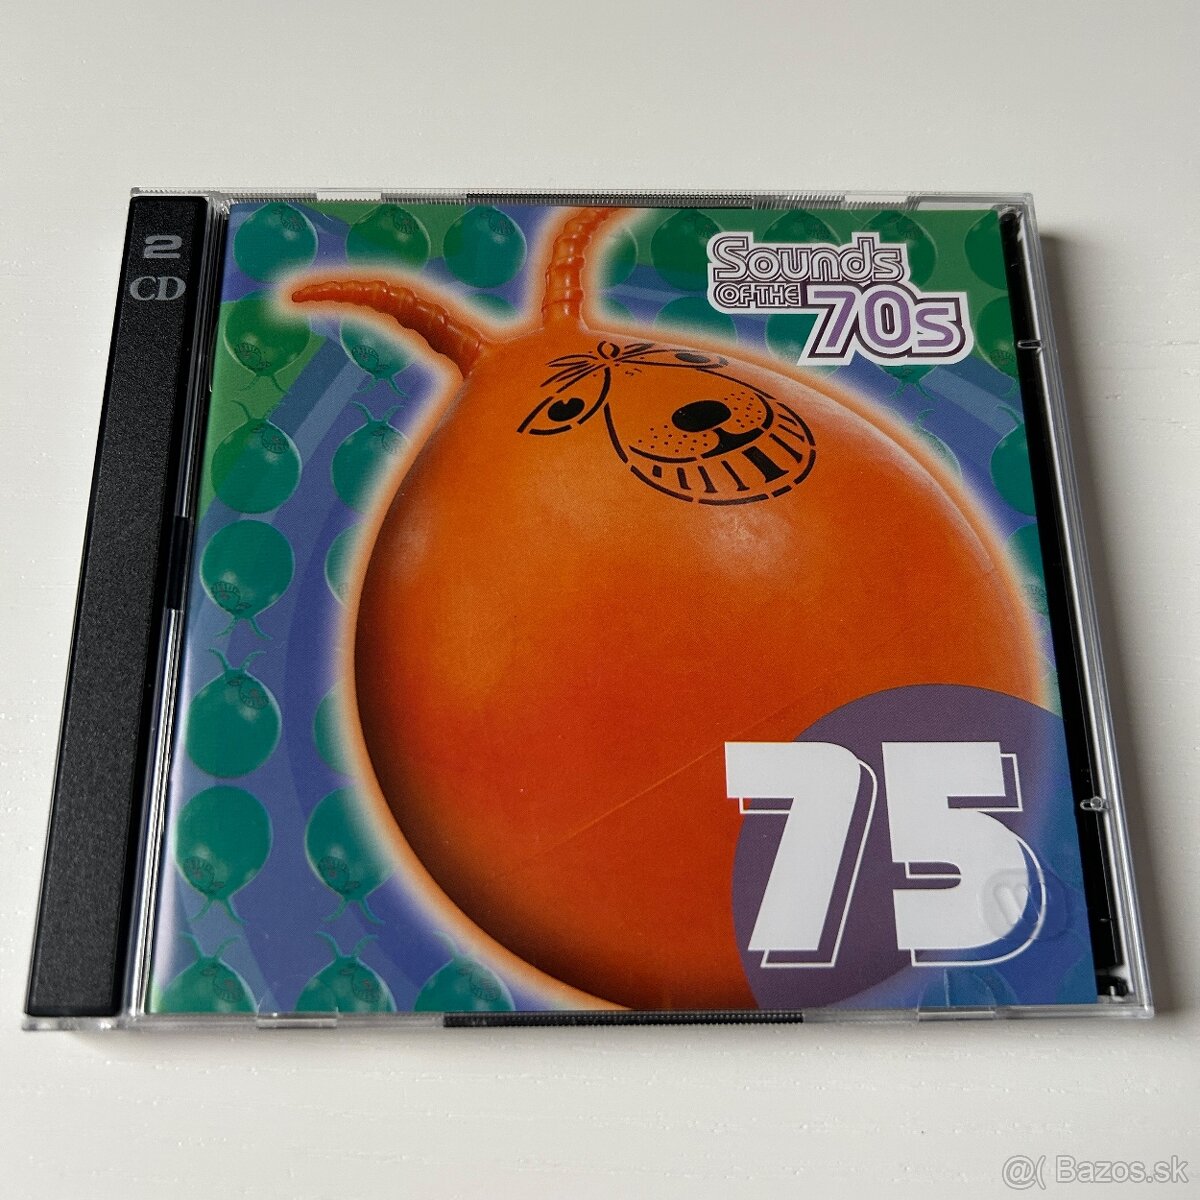 2
CD
Sounds
OF THE
70s
75
@( Bazos.sk